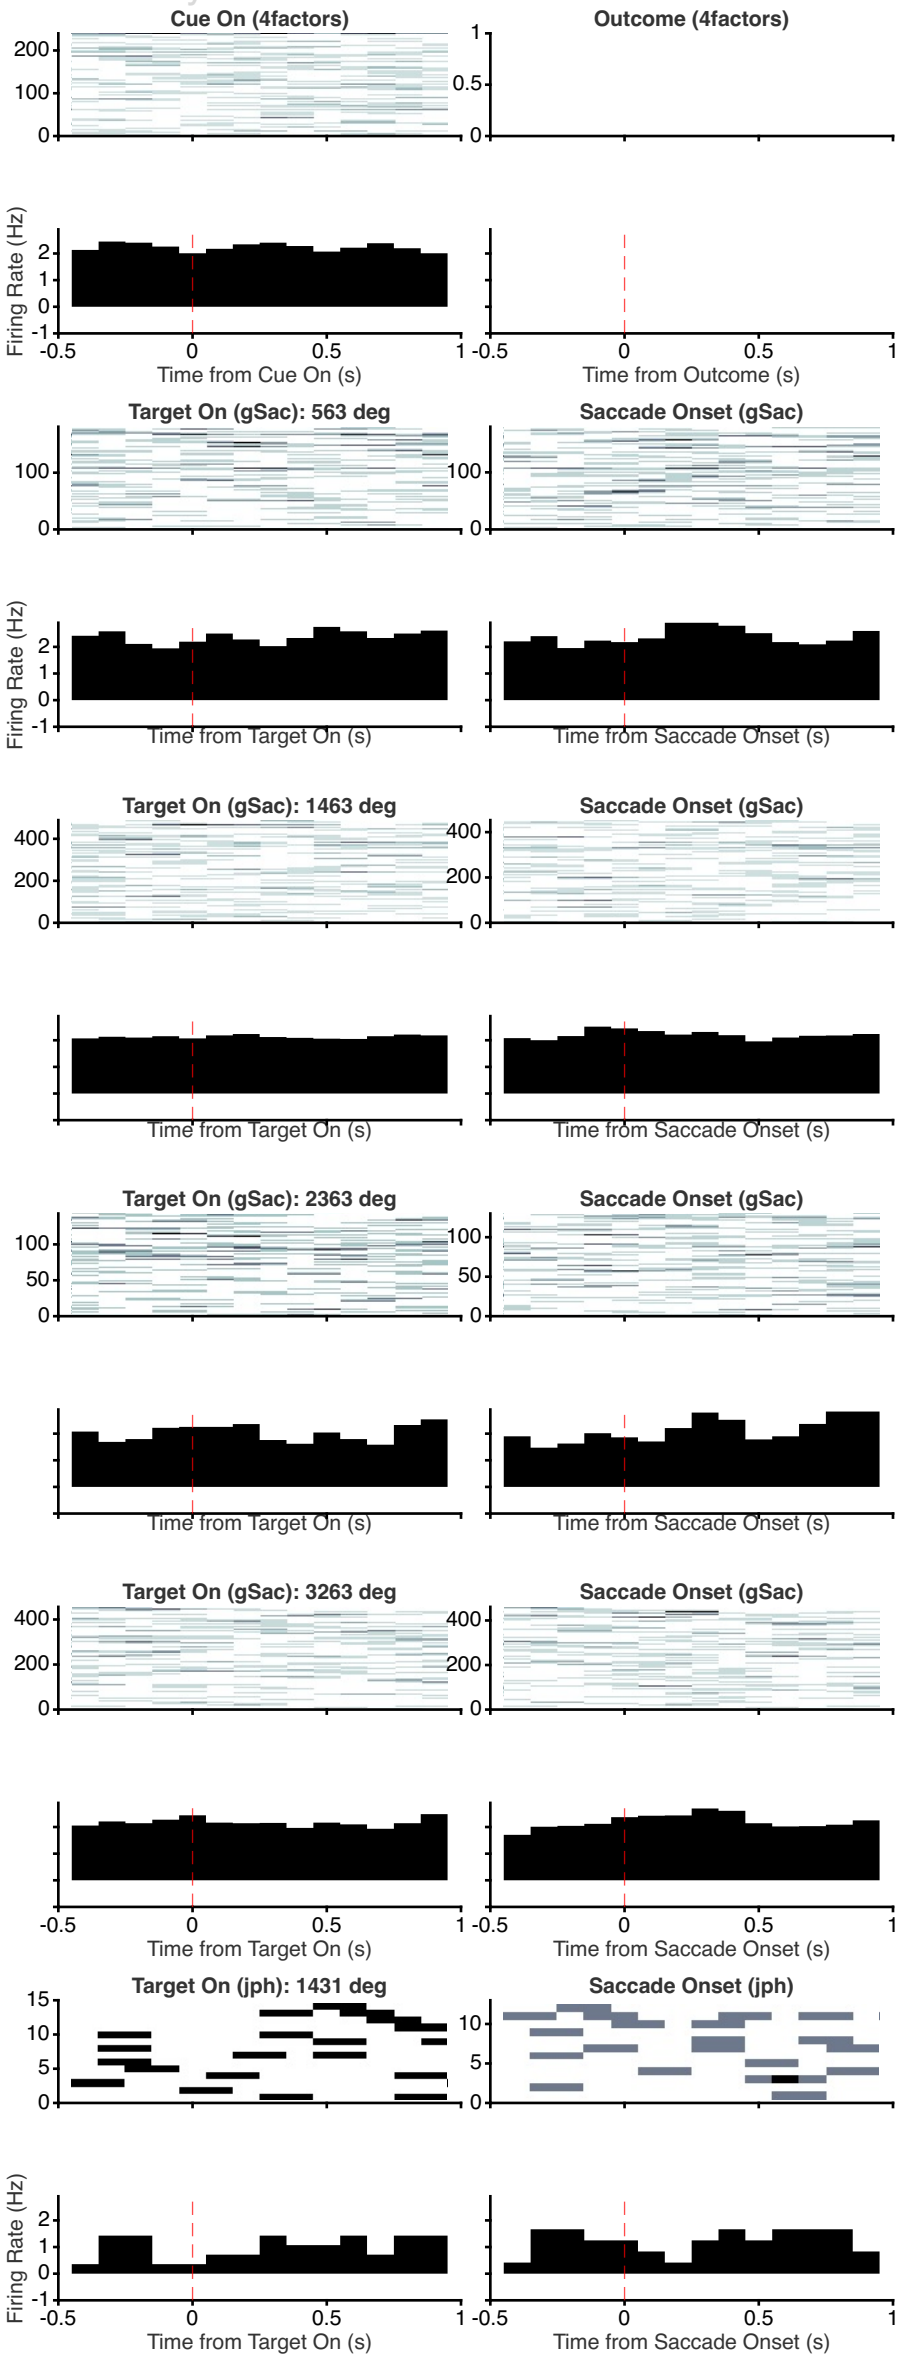 Cue On (4factors) Outcome (4factors)
200
100
0
1
0.5
0
Firing Rate (Hz)
2
1
0
-1
-0.5 0 0.5 1 -0.5 0 0.5 1
Time from Cue On (s) Time from Outcome (s)
Target On (gSac): 563 deg Saccade Onset (gSac)
100
0
100
0
Firing Rate (Hz)
2
1
0
-1
Time from Target On (s) Time from Saccade Onset (s)
Target On (gSac): 1463 deg Saccade Onset (gSac)
400
200
0
400
200
0
Time from Target On (s) Time from Saccade Onset (s)
Target On (gSac): 2363 deg Saccade Onset (gSac)
100
50
0
100
50
0
Time from Target On (s) Time from Saccade Onset (s)
Target On (gSac): 3263 deg Saccade Onset (gSac)
400
200
0
400
200
0
-0.5 0 0.5 1 -0.5 0 0.5 1
Time from Target On (s) Time from Saccade Onset (s)
Target On (jph): 1431 deg Saccade Onset (jph)
15
10
5
0
10
5
0
Firing Rate (Hz)
2
1
0
-1
-0.5 0 0.5 1 -0.5 0 0.5 1
Time from Target On (s) Time from Saccade Onset (s)